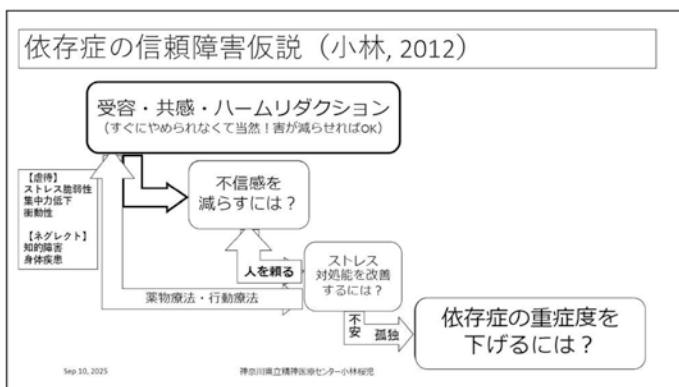 依存症の信頼障害仮説（小林, 2012）
受容・共感・ハームリダクション
（すぐにやめられなくて当然！害が減らせればOK）
【虐待】
ストレス脆弱性
集中力低下
衝動性
【ネグレクト】
知的障害
身体疾患
不信感を
減らすには？
人を頼る
ストレス
対処能を改善
するには？
薬物療法・行動療法
不安
孤独
依存症の重症度を
下げるには？
Sep 10, 2025
神奈川県立精神医療センター小林桜児